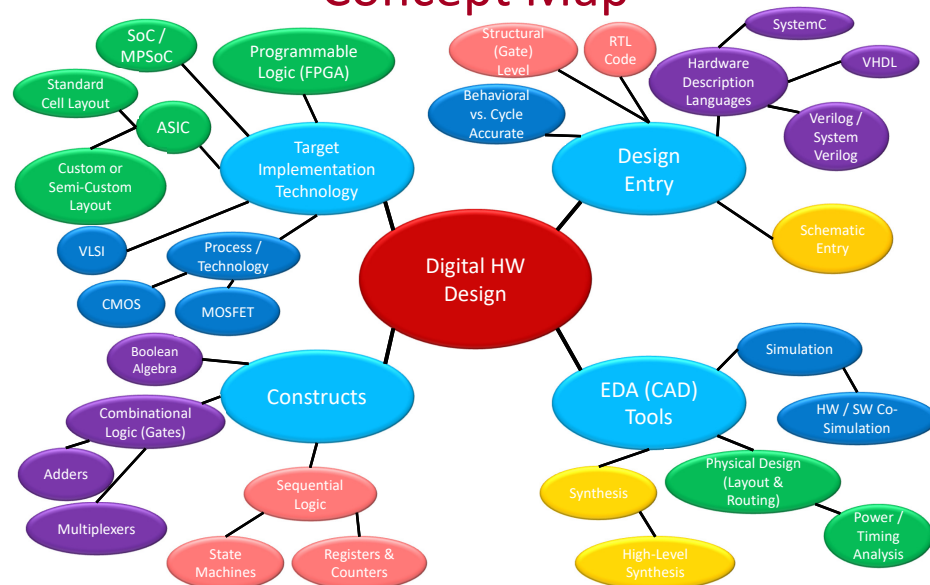 Concept Map
SoC /
MPSoC
Programmable
Logic (FPGA)
Standard
Cell Layout
ASIC
Custom or
Semi-Custom
Layout
Target
Implementation
Technology
VLSI
Process /
Technology
CMOS
MOSFET
Structural
(Gate)
Level
RTL
Code
Behavioral
vs. Cycle
Accurate
Hardware
Description
Languages
SystemC
VHDL
Verilog /
System
Verilog
Design
Entry
Schematic
Entry
Digital HW
Design
Boolean
Algebra
Constructs
Combinational
Logic (Gates)
Adders
Multiplexers
Sequential
Logic
State
Machines
Registers &
Counters
EDA (CAD)
Tools
Simulation
HW / SW Co-
Simulation
Synthesis
High-Level
Synthesis
Physical Design
(Layout &
Routing)
Power /
Timing
Analysis